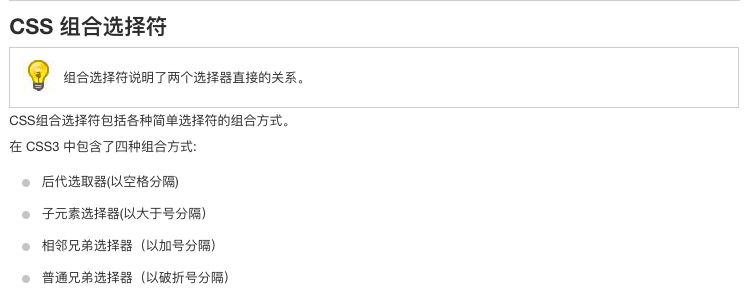 CSS 组合选择符
组合选择符说明了两个选择器直接的关系。
CSS组合选择符包括各种简单选择符的组合方式。
在 CSS3 中包含了四种组合方式:
后代选取器(以空格分隔)
子元素选择器(以大于号分隔）
相邻兄弟选择器（以加号分隔）
普通兄弟选择器（以破折号分隔）